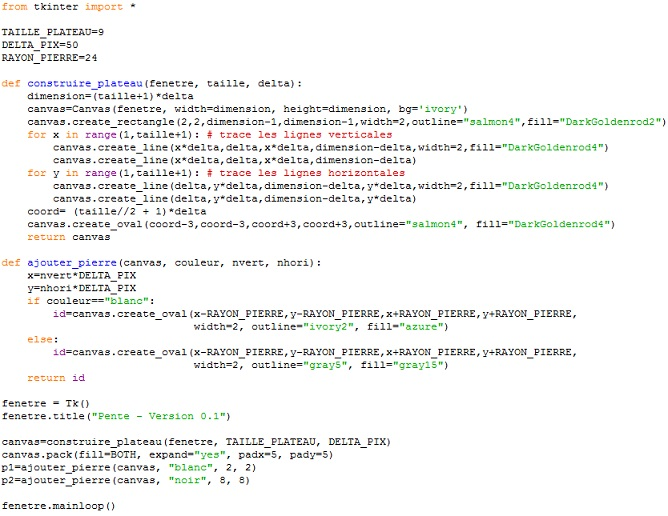 from tkinter import *

TAILLE_PLATEAU=9
DELTA_PIX=50
RAYON_PIERRE=24

def construire_plateau(fenetre, taille, delta):
    dimension=(taille+1)*delta
    canvas=Canvas(fenetre, width=dimension, height=dimension, bg='ivory')
    canvas.create_rectangle(2,2,dimension-1,dimension-1,width=2,outline="salmon4",fill="DarkGoldenrod2")
    for x in range(1,taille+1): # trace les lignes verticales
        canvas.create_line(x*delta,delta,x*delta,dimension-delta,width=2,fill="DarkGoldenrod4")
        canvas.create_line(x*delta,delta,x*delta,dimension-delta)
    for y in range(1,taille+1): # trace les lignes horizontales
        canvas.create_line(delta,y*delta,dimension-delta,y*delta,width=2,fill="DarkGoldenrod4")
        canvas.create_line(delta,y*delta,dimension-delta,y*delta)
    coord= (taille//2 + 1)*delta
    canvas.create_oval(coord-3,coord-3,coord+3,coord+3,outline="salmon4", fill="DarkGoldenrod4")
    return canvas

def ajouter_pierre(canvas, couleur, nvert, nhori):
    x=nvert*DELTA_PIX
    y=nhori*DELTA_PIX
    if couleur=="blanc":
        id=canvas.create_oval(x-RAYON_PIERRE,y-RAYON_PIERRE,x+RAYON_PIERRE,y+RAYON_PIERRE,
                              width=2, outline="ivory2", fill="azure")
    else:
        id=canvas.create_oval(x-RAYON_PIERRE,y-RAYON_PIERRE,x+RAYON_PIERRE,y+RAYON_PIERRE,
                              width=2, outline="gray5", fill="gray15")
    return id

fenetre = Tk()
fenetre.title("Pente - Version 0.1")

canvas=construire_plateau(fenetre, TAILLE_PLATEAU, DELTA_PIX)
canvas.pack(fill=BOTH, expand="yes", padx=5, pady=5)
p1=ajouter_pierre(canvas, "blanc", 2, 2)
p2=ajouter_pierre(canvas, "noir", 8, 8)

fenetre.mainloop()